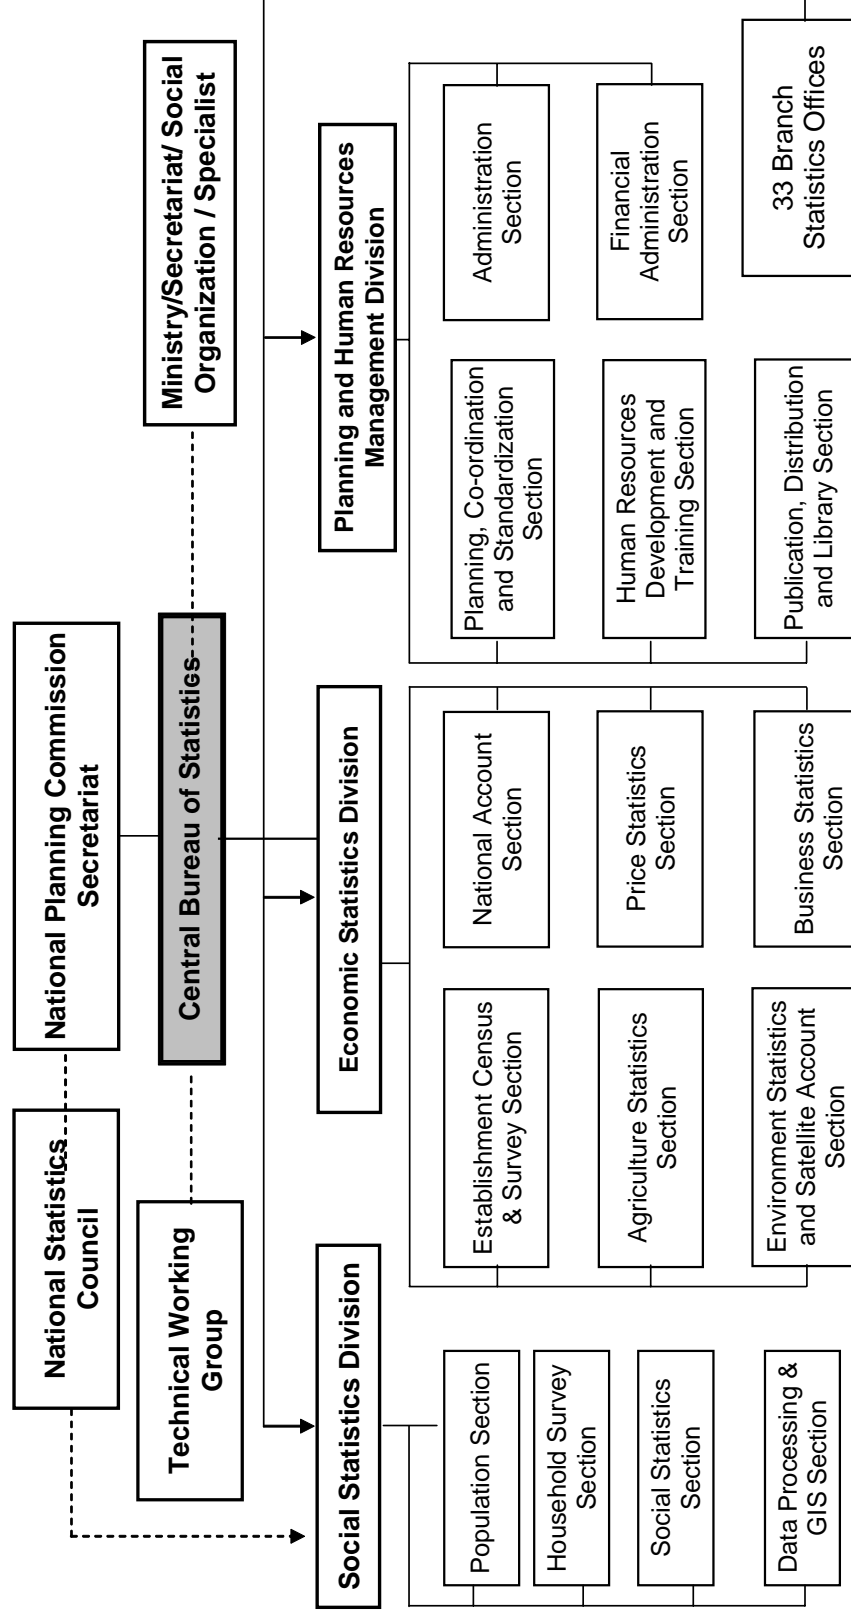 National Planning Commission
Secretariat
National Statistics
Council
Central Bureau of Statistics
Technical Working
Group
Ministry/Secretariat/ Social
Organization / Specialist
Social Statistics Division
Economic Statistics Division
Planning and Human Resources
Management Division
Population Section
Household Survey
Section
Social Statistics
Section
Data Processing &
GIS Section
Establishment Census
& Survey Section
Agriculture Statistics
Section
Environment Statistics
and Satellite Account
Section
National Account
Section
Price Statistics
Section
Business Statistics
Section
Planning, Co-ordination
and Standardization
Section
Human Resources
Development and
Training Section
Publication, Distribution
and Library Section
Administration
Section
Financial
Administration
Section
33 Branch
Statistics Offices